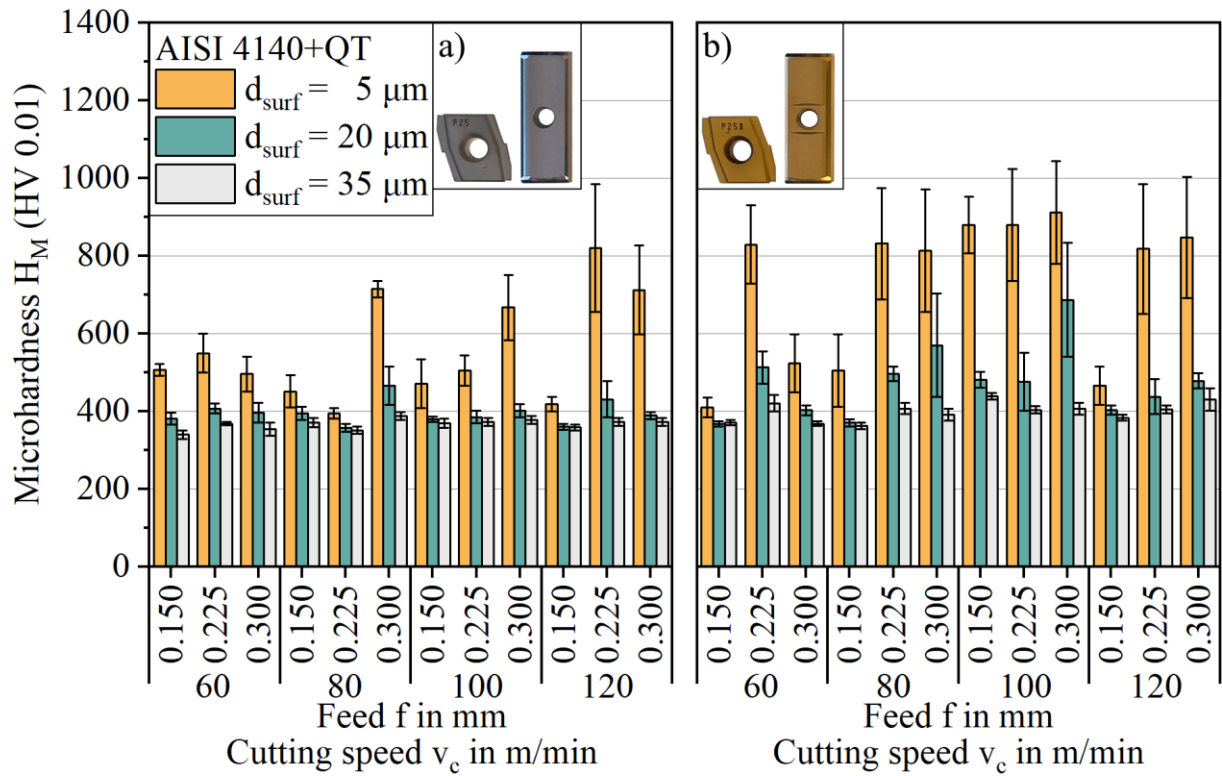 Microhardness H_M (HV 0.01)
1400
1200
1000
800
600
400
200
0
AISI 4140+QT
d_surf = 5 µm
d_surf = 20 µm
d_surf = 35 µm
a)
P25
b)
0.150 0.225 0.300 0.150 0.225 0.300 0.150 0.225 0.300 0.150 0.225 0.300
60 80 100 120
Feed f in mm
Cutting speed v_c in m/min
0.150 0.225 0.300 0.150 0.225 0.300 0.150 0.225 0.300 0.150 0.225 0.300
60 80 100 120
Feed f in mm
Cutting speed v_c in m/min